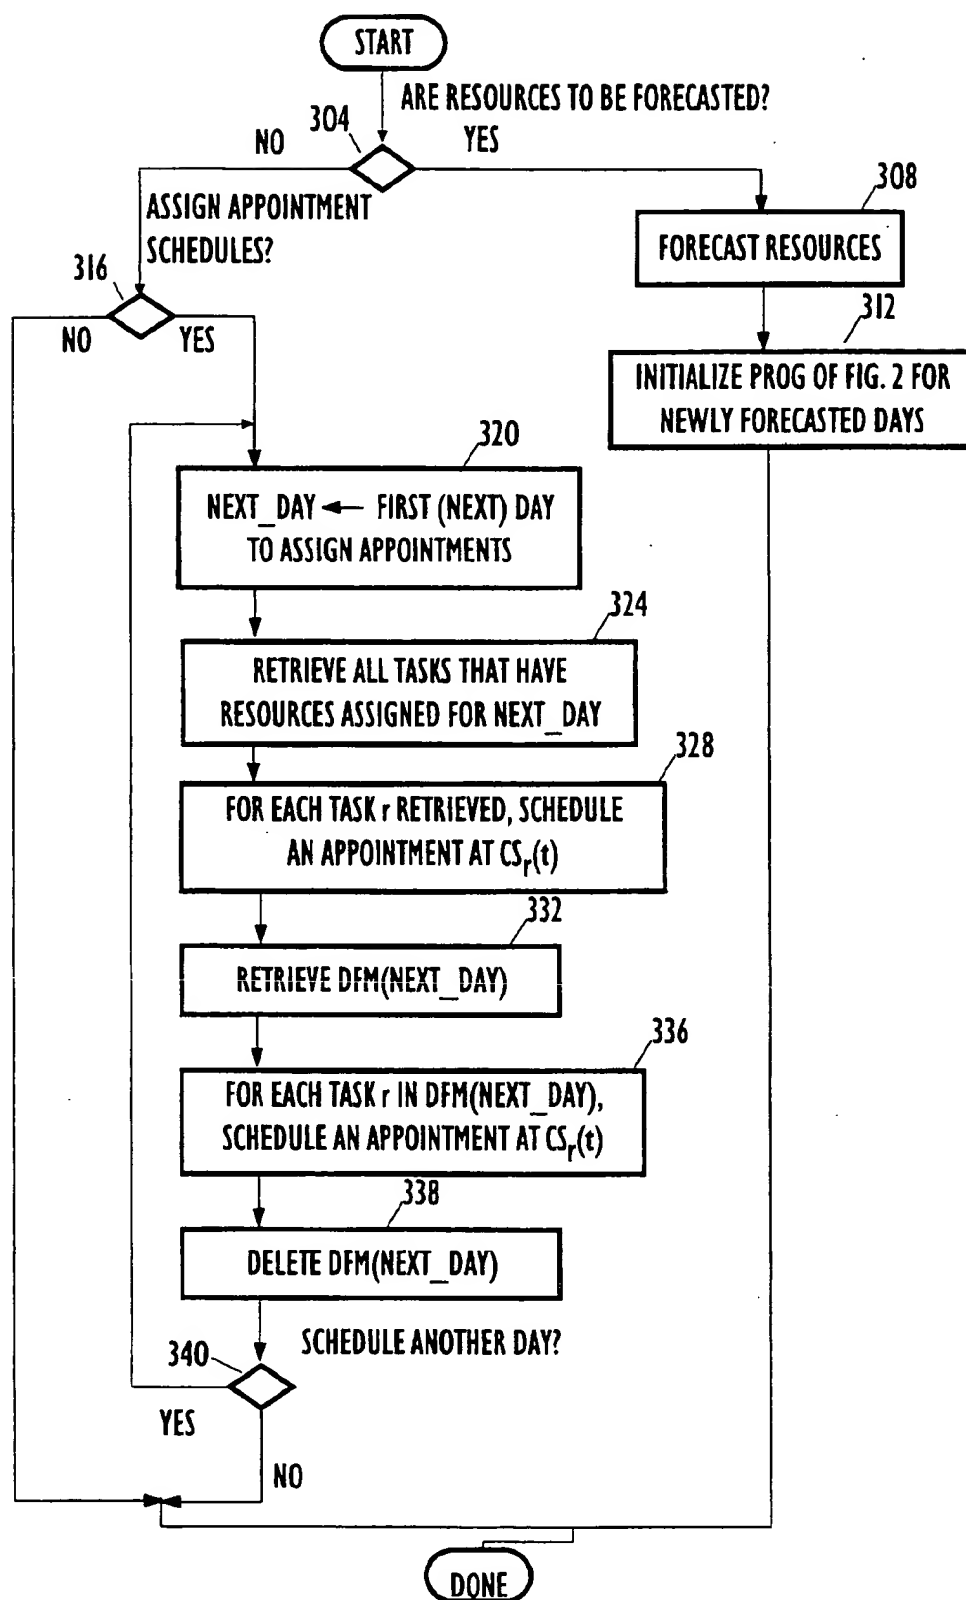 START
ARE RESOURCES TO BE FORECASTED?
304
NO
YES
308
ASSIGN APPOINTMENT
SCHEDULES?
FORECAST RESOURCES
316
312
NO
YES
INITIALIZE PROG OF FIG. 2 FOR
NEWLY FORECASTED DAYS
320
NEXT_DAY ← FIRST (NEXT) DAY
TO ASSIGN APPOINTMENTS
324
RETRIEVE ALL TASKS THAT HAVE
RESOURCES ASSIGNED FOR NEXT_DAY
328
FOR EACH TASK r RETRIEVED, SCHEDULE
AN APPOINTMENT AT CSr(t)
332
RETRIEVE DFM(NEXT_DAY)
336
FOR EACH TASK r IN DFM(NEXT_DAY),
SCHEDULE AN APPOINTMENT AT CSr(t)
338
DELETE DFM(NEXT_DAY)
SCHEDULE ANOTHER DAY?
340
YES
NO
DONE